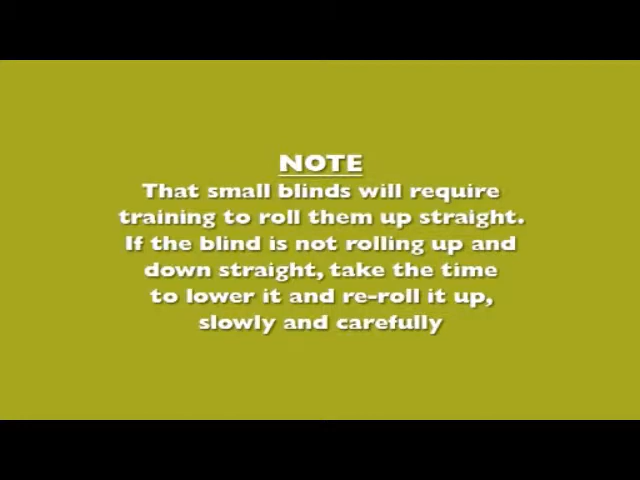 NOTE
That small blinds will require
training to roll them up straight.
If the blind is not rolling up and
down straight, take the time
to lower it and re-roll it up,
slowly and carefully